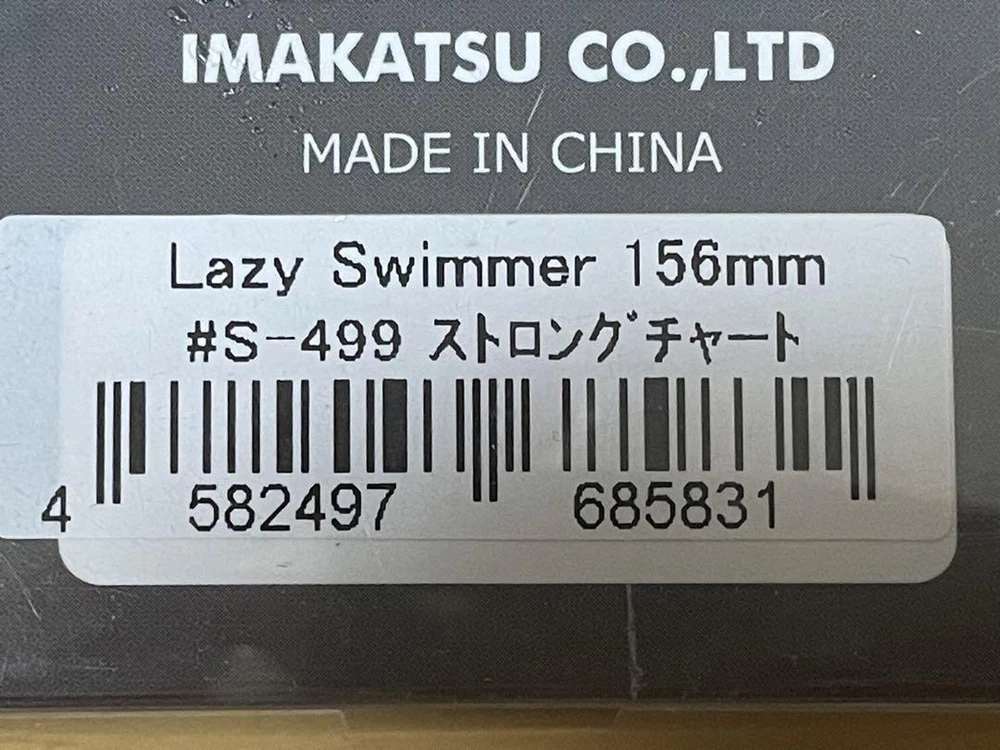 IMAKATSU CO.,LTD
MADE IN CHINA
Lazy Swimmer 156mm
#S-499 ストロングチャート
4 582497 685831